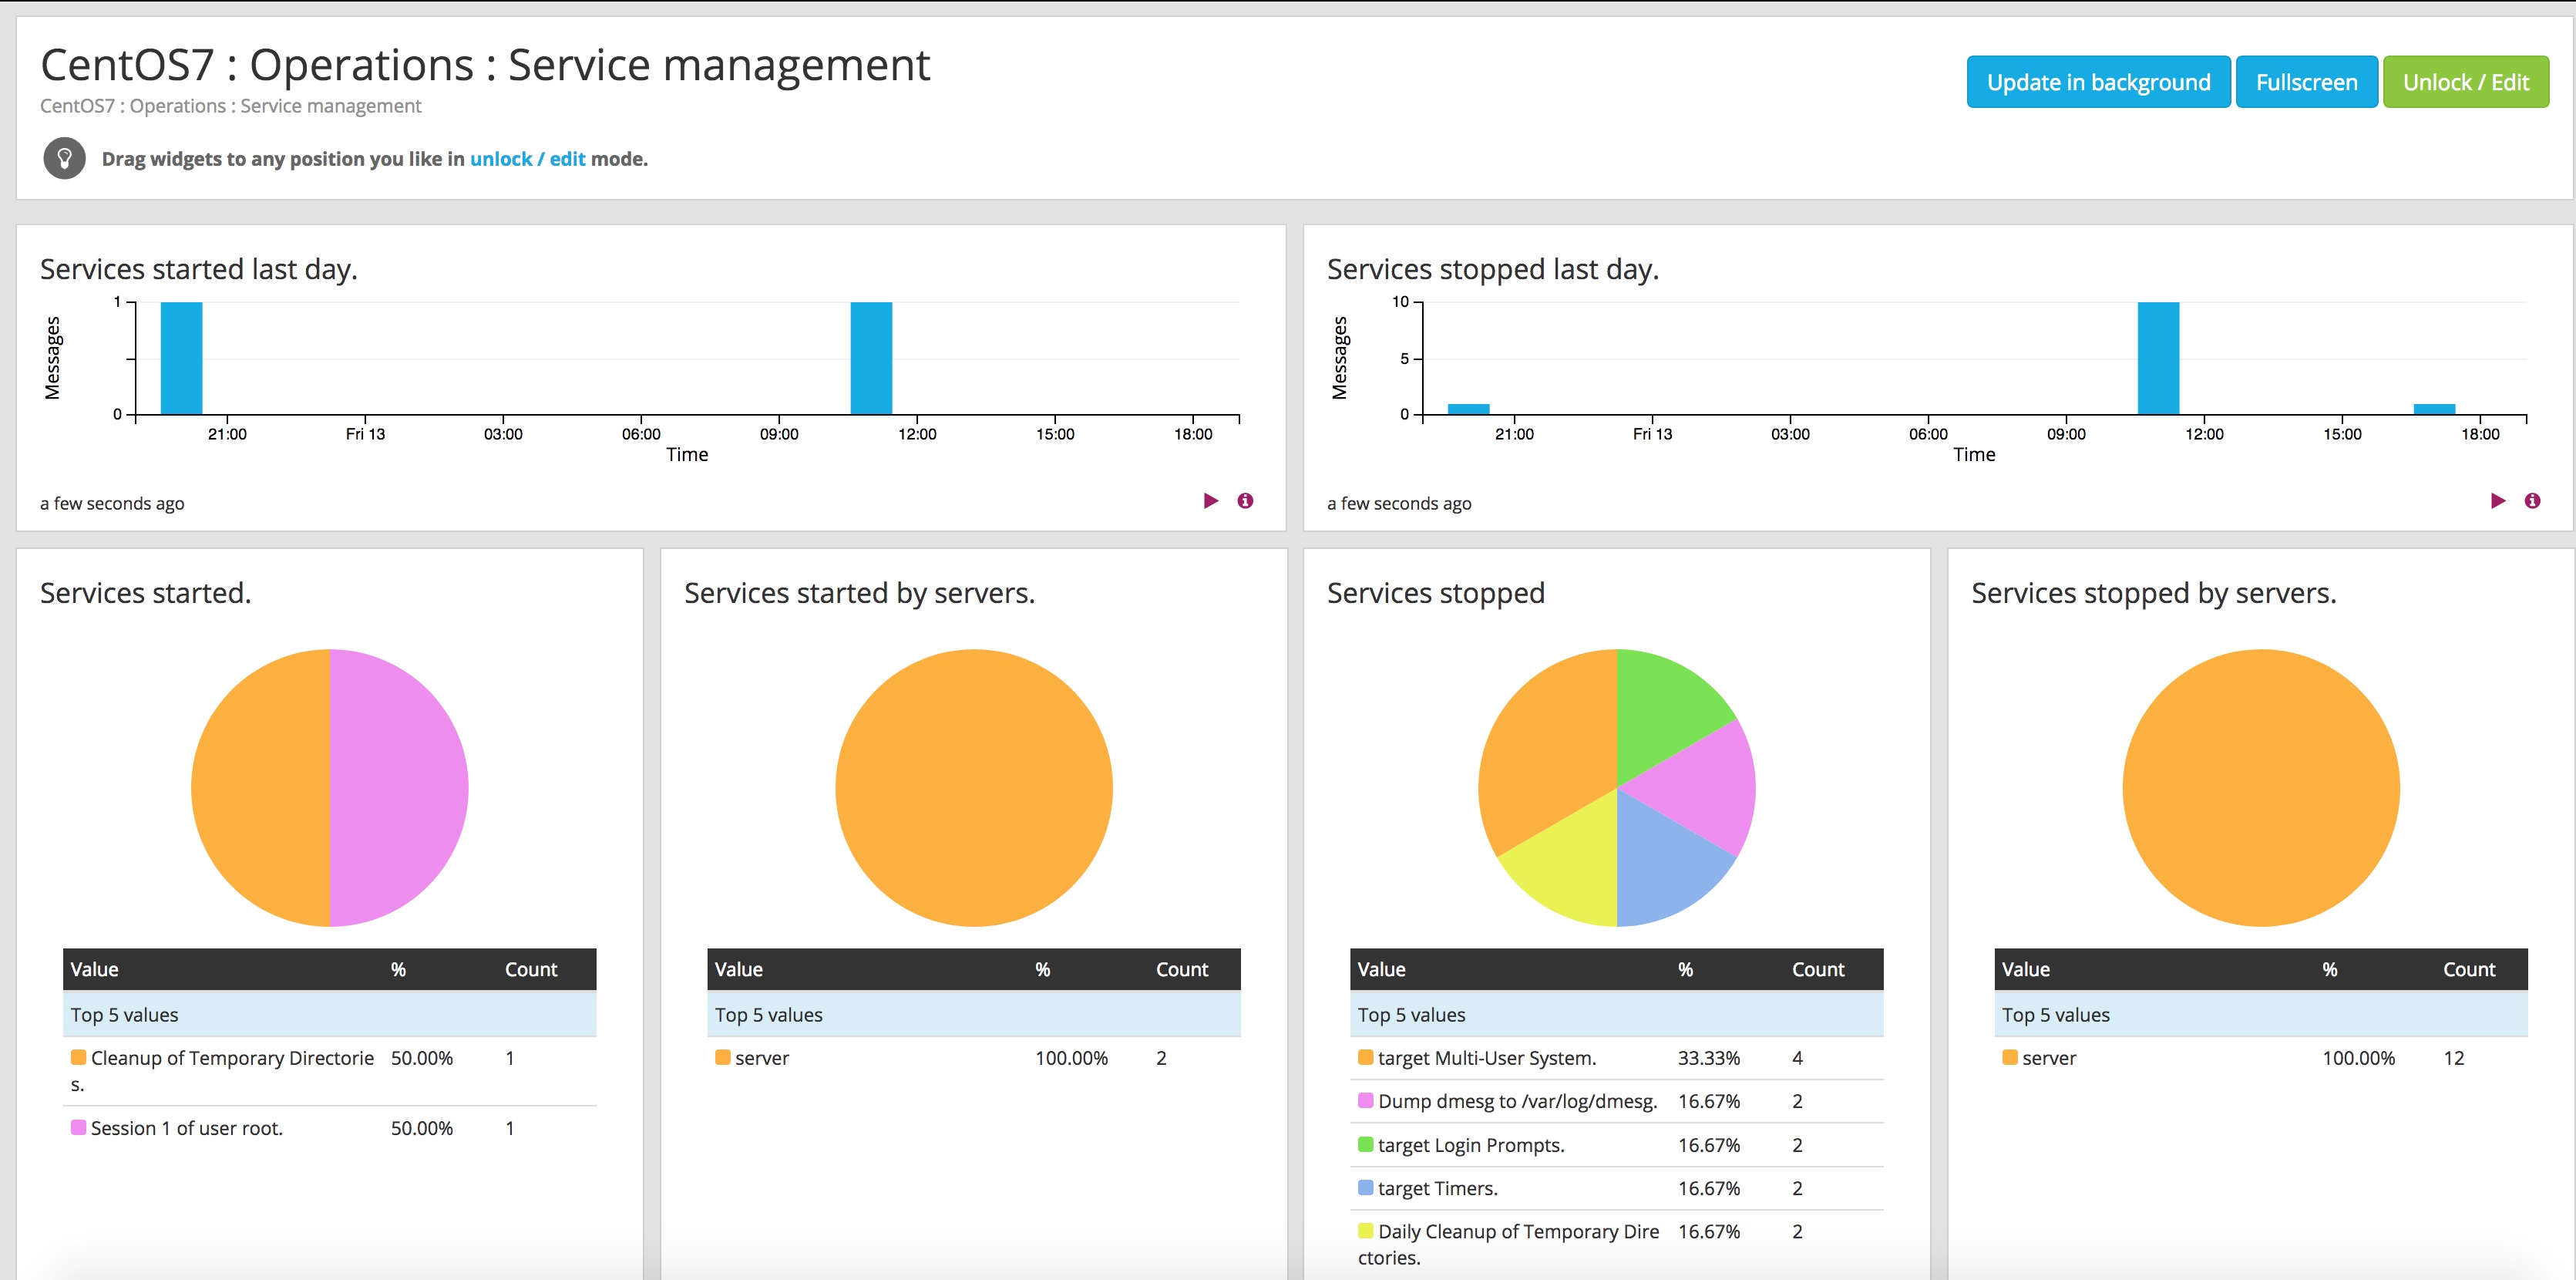 CentOS7 : Operations : Service management
CentOS7 : Operations : Service management
Update in background
Fullscreen
Unlock / Edit
Drag widgets to any position you like in unlock / edit mode.
Services started last day.
Messages
1
0
21:00 Fri 13 03:00 06:00 09:00 12:00 15:00 18:00
Time
a few seconds ago
Services stopped last day.
Messages
10
5
0
21:00 Fri 13 03:00 06:00 09:00 12:00 15:00 18:00
Time
a few seconds ago
Services started.
Value % Count
Top 5 values
Cleanup of Temporary Directorie 50.00% 1
s.
Session 1 of user root. 50.00% 1
Services started by servers.
Value % Count
Top 5 values
server 100.00% 2
Services stopped
Value % Count
Top 5 values
target Multi-User System. 33.33% 4
Dump dmesg to /var/log/dmesg. 16.67% 2
target Login Prompts. 16.67% 2
target Timers. 16.67% 2
Daily Cleanup of Temporary Dire 16.67% 2
ctories.
Services stopped by servers.
Value % Count
Top 5 values
server 100.00% 12